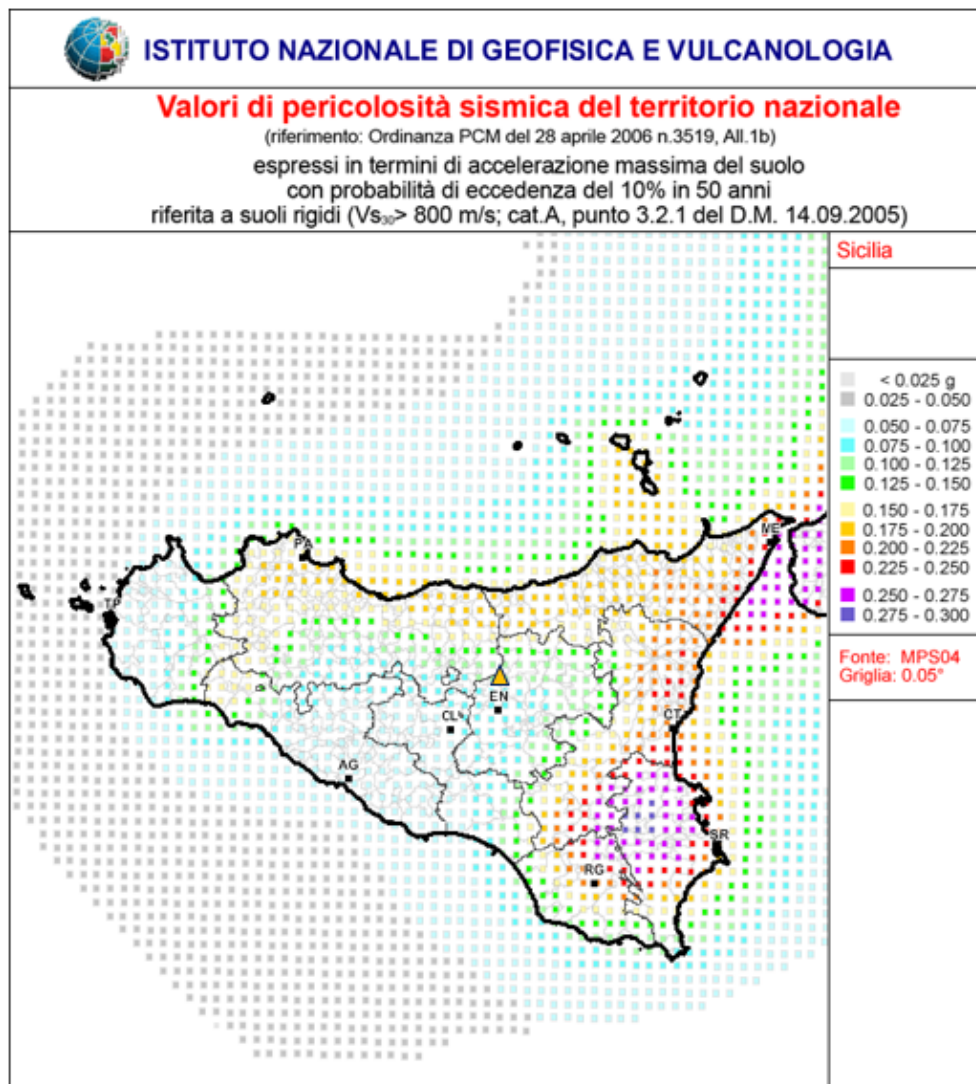 ISTITUTO NAZIONALE DI GEOFISICA E VULCANOLOGIA
Valori di pericolosità sismica del territorio nazionale
(riferimento: Ordinanza PCM del 28 aprile 2006 n.3519, All.1b)
espressi in termini di accelerazione massima del suolo
con probabilità di eccedenza del 10% in 50 anni
riferita a suoli rigidi (Vs₃₀> 800 m/s; cat.A, punto 3.2.1 del D.M. 14.09.2005)
Sicilia
< 0.025 g
0.025 - 0.050
0.050 - 0.075
0.075 - 0.100
0.100 - 0.125
0.125 - 0.150
0.150 - 0.175
0.175 - 0.200
0.200 - 0.225
0.225 - 0.250
0.250 - 0.275
0.275 - 0.300
Fonte: MPS04
Griglia: 0.05°
ME
PA
TP
EN
CL
CT
AG
SR
RG